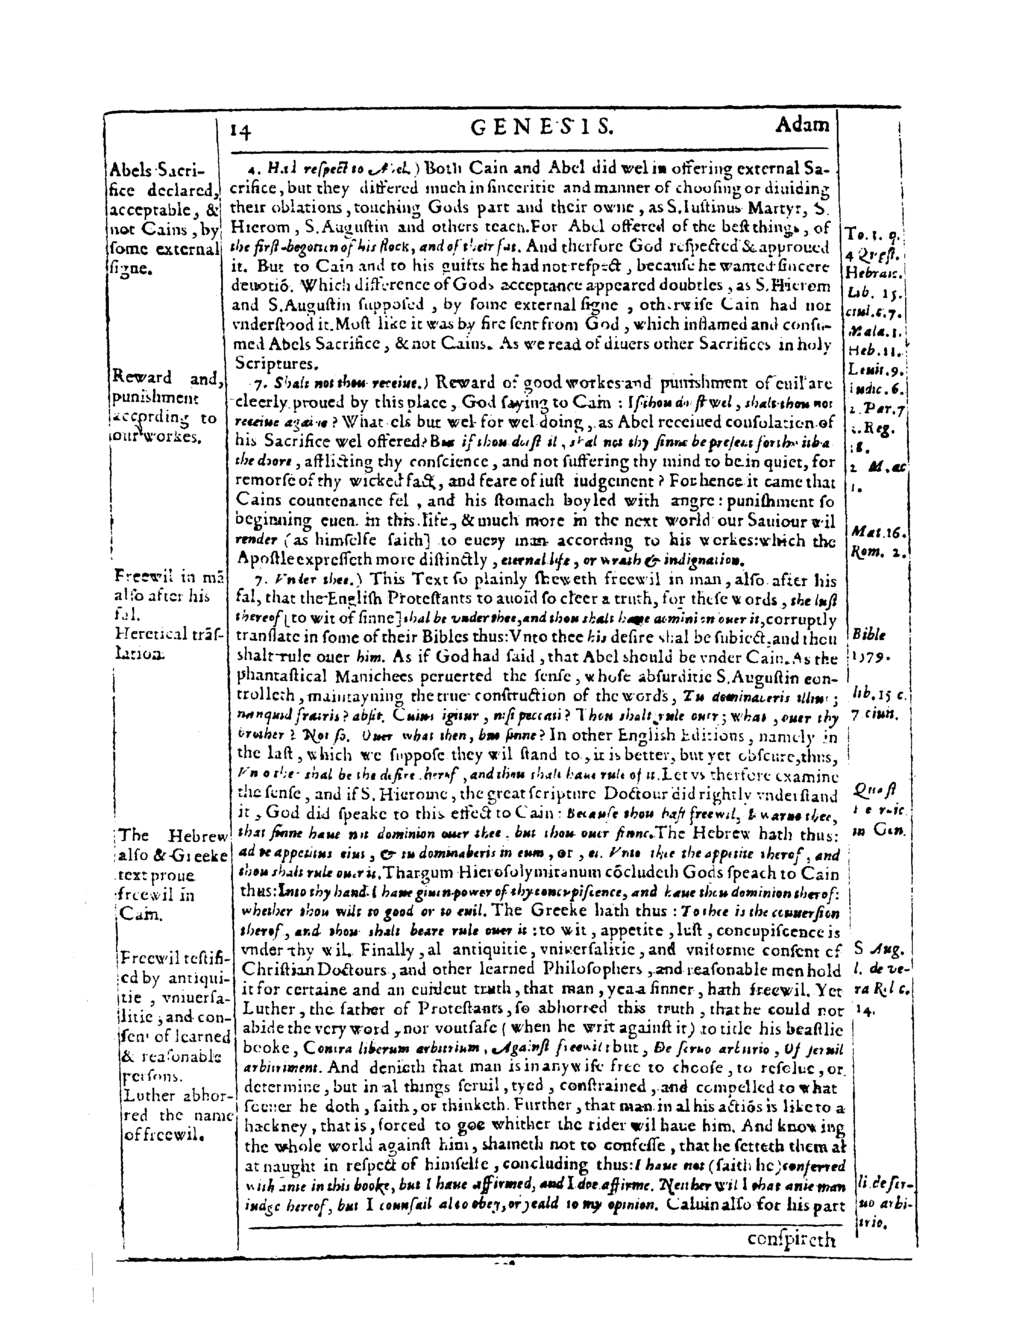 14 GENESIS. Adam
Abels Sacri-
fice declared,
acceptable, &
not Cains, by
some external
signe.
Reward and,
punishment
according to
our workes.
Freewil in mã
also after his
fal.
Heretical trãs-
lation.
The Hebrew
also & Greeke
text proue
freewil in
Cain.
Freewil testifi-
ed by antiqui-
tie, vniuersa-
litie, and con-
sent of learned
& reasonable
persons.
Luther abhor-
red the name
of freewil.
4. Had respect to Abel.) Both Cain and Abel did wel in offering external Sa-
crifice, but they differed much in sinceritie and manner of choosing or diuiding
their oblations, touching Gods part and their owne, as S. Iustinus Martyr, S.
Hierom, S. Augustin and others teach. For Abel offered of the best things, of
the first-begotten of his flock, and of their fat. And therfore God respected & approued
it. But to Cain and to his guifts he had not respect, because he wanted sincere
deuotiõ. Which difference of Gods acceptance appeared doubtles, as S. Hierom
and S. Augustin supposed, by some external signe, otherwise Cain had not
vnderstood it. Most like it was by fire sent from God, which inflamed and consu-
med Abels Sacrifice, & not Cains. As we read of diuers other Sacrifices in holy
Scriptures.
7. Shalt not thou receiue.) Reward of good workes and punishment of euil are
cleerly proued by this place, God saying to Cain: If thou do wel, shalt thou not
receiue againe? What els but wel for wel doing, as Abel receiued consolation of
his Sacrifice wel offered? But if thou dust il, shal not thy sinne be present forthwith at
the doore, afflicting thy conscience, and not suffering thy mind to be in quiet, for
remorse of thy wicked fact, and feare of iust iudgement? For hence it came that
Cains countenance fel, and his stomach boyled with angre: punishment so
beginning euen in this life, & much more in the next world our Sauiour wil
render (as himselfe saith) to euery man according to his workes: which the
Apostle expresseth more distinctly, eternal life, or wrath & indignation.
7. Vnder thee.) This Text so plainly sheweth freewil in man, also after his
fal, that the English Protestants to auoid so cleer a truth, for these words, the lust
thereof [to wit of sinne] shal be vnder thee, and thou shalt haue dominion ouer it, corruptly
translate in some of their Bibles thus: Vnto thee his desire shal be subiect, and thou
shalt rule ouer him. As if God had said, that Abel should be vnder Cain. As the
phantastical Manichees peruerted the sense, whose absurditie S. Augustin con-
trolleth, maintayning the true construction of the words, Tu dominaueris illius;
nunquid fratris? absit. Cuius igitur, nisi peccati? Thou shalt rule ouer; what, ouer thy
brother? Not so. Ouer what then, but sinne? In other English Editions, namely in
the last, which we suppose they wil stand to, it is better, but yet obscure, thus,
Vnto thee shal be the desire therof, and thou shalt haue rule of it. Let vs therfore examine
the sense, and if S. Hierome, the great scripture Doctour did rightly vnderstand
it, God did speake to this effect to Cain: Because thou hast freewil, I warne thee,
that sinne haue not dominion ouer thee, but thou ouer sinne. The Hebrew hath thus:
ad te appetitus eius, & tu dominaberis in eum, or, ei. Vnto thee the appetite therof, and
thou shalt rule ouer it. Thargum Hierosolymitanum cõcludeth Gods speach to Cain
thus: Into thy hand I haue giuen power of thy concupiscence, and haue thou dominion therof:
whether thou wilt to good or to euil. The Greeke hath thus: To thee is the conuersion
therof, and thou shalt beare rule ouer it: to wit, appetite, lust, concupiscence is
vnder thy wil. Finally, al antiquitie, vniuersalitie, and vniforme consent of
Christian Doctours, and other learned Philosophers, and reasonable men hold
it for certaine and an euident truth, that man, yea a sinner, hath freewil. Yet
Luther, the father of Protestants, so abhorred this truth, that he could not
abide the very word, nor voutsafe (when he writ against it) to title his beastlie
booke, Contra liberum arbitrium, Against freewil: but, De seruo arbitrio, Of seruil
arbitriment. And denieth that man is in anywise free to choose, to resolue, or
determine, but in al things seruil, tyed, constrained, and compelled to what
soeuer he doth, saith, or thinketh. Further, that man in al his actiõs is like to a
hackney, that is, forced to goe whither the rider wil haue him. And knowing
the whole world against him, shameth not to confesse, that he setteth them al
at naught in respect of himselfe, concluding thus: I haue not (saith he) conferred
with anie in this booke, but I haue affirmed, and I doe affirme. Neither wil I that anie man
iudge hereof, but I counsail al to obey, or yeald to my opinion. Caluin also for his part
conspireth
To. 1. q.
4 Quest.
Hebraic.
Lib. 15.
ciuil. c. 7.
Mala. 1.
Heb. 11.
Leuit. 9.
iudic. 6.
2. Par. 7
3. Reg.
18.
2 Mac
1.
Mat. 16.
Rom. 2.
Bible
1579.
lib. 15 c.
7 ciuit.
in Gen.
S Aug.
l. de ve-
ra Rel c.
14.
li. de ser-
uo arbi-
trio.